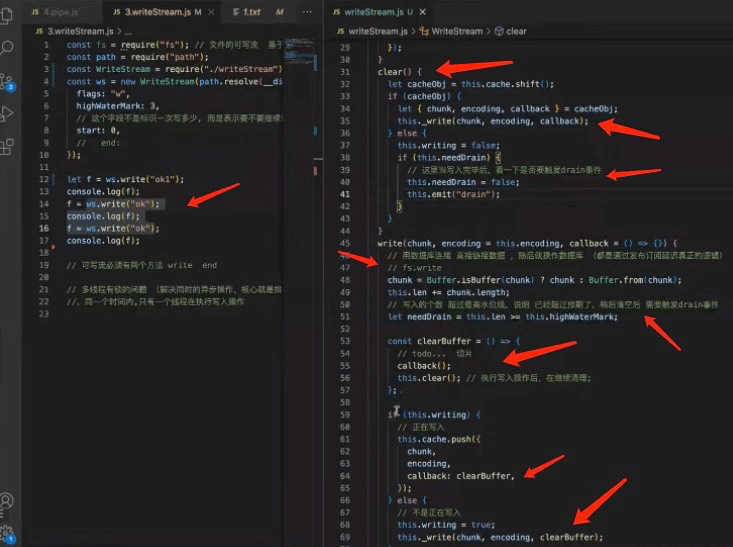 4.pipe.js
JS 3.writeStream.js M
1.txt
M
JS 3.writeStream.js > ...
1 const fs = require("fs"); // 文件的可写流 基于
2 const path = require("path");
3 const WriteStream = require("./writeStream")
4 const ws = new WriteStream(path.resolve(__di
5 flags: "w",
6 highWaterMark: 3,
7 // 这个字段不是标识一次写多少, 而是表示要不要继续
8 start: 0,
9 // end:
10 });
11
12 let f = ws.write("ok1");
13 console.log(f);
14 f = ws.write("ok");
15 console.log(f);
16 f = ws.write("ok");
17 console.log(f);
18
19 // 可写流必须有两个方法 write end
20
21 // 多线程有锁的问题 (解决同时的异步操作, 核心就是排
22 //, 同一个时间内,只有一个线程在执行写入操作
23
JS writeStream.js U
JS writeStream.js > WriteStream > clear
29 });
30 }
31 clear() {
32 let cacheObj = this.cache.shift();
33 if (cacheObj) {
34 let { chunk, encoding, callback } = cacheObj;
35 this._write(chunk, encoding, callback);
36 } else {
37 this.writing = false;
38 if (this.needDrain) {
39 // 这里当写入完毕后, 看一下是否要触发drain事件
40 this.needDrain = false;
41 this.emit("drain");
42 }
43 }
44 }
45 write(chunk, encoding = this.encoding, callback = () => {}) {
46 // 用数据库连接 直接链接数据 , 随后就操作数据库 (都是通过发布订阅延迟真正的逻辑)
47 // fs.write
48 chunk = Buffer.isBuffer(chunk) ? chunk : Buffer.from(chunk);
49 this.len += chunk.length;
50 // 写入的个数 超过最高水位线, 说明 已经超过预期了, 稍后清空后 需要触发drain事件
51 let needDrain = this.len >= this.highWaterMark;
52
53 const clearBuffer = () => {
54 // todo... 切片
55 callback();
56 this.clear(); // 执行写入操作后, 在继续清理;
57 };
58
59 if (this.writing) {
60 // 正在写入
61 this.cache.push({
62 chunk,
63 encoding,
64 callback: clearBuffer,
65 });
66 } else {
67 // 不是正在写入
68 this.writing = true;
69 this._write(chunk, encoding, clearBuffer);
3
1